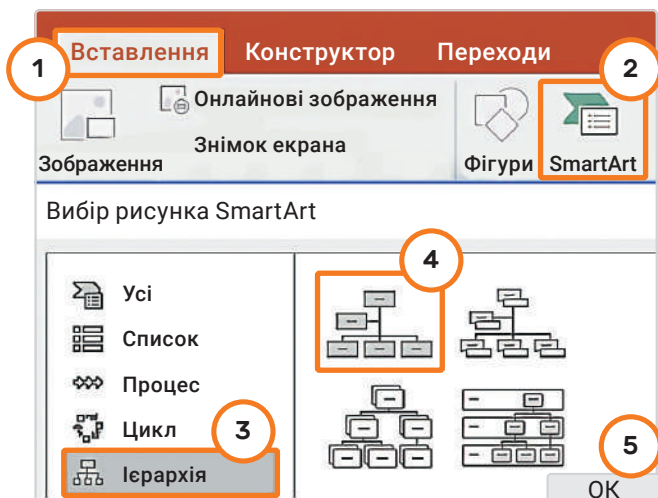 1
Вставлення Конструктор Переходи
2
Онлайнові зображення
Знімок екрана
Зображення
Фігури SmartArt
Вибір рисунка SmartArt
4
Усі
Список
Процес
Цикл
3
Ієрархія
5
ОК